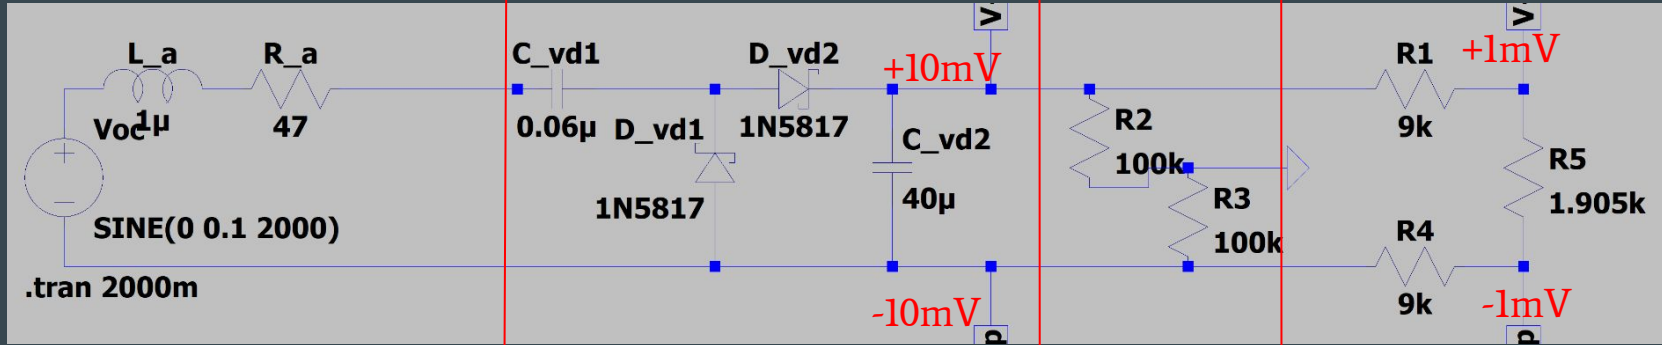 L_a
R_a
C_vd1
D_vd2
+10mV
V
R1
+1mV
V
Voc
1µ
47
0.06µ
D_vd1
1N5817
C_vd2
R2
100k
9k
R5
1.905k
1N5817
40µ
R3
100k
R4
9k
SINE(0 0.1 2000)
.tran 2000m
-10mV
-1mV
p
p